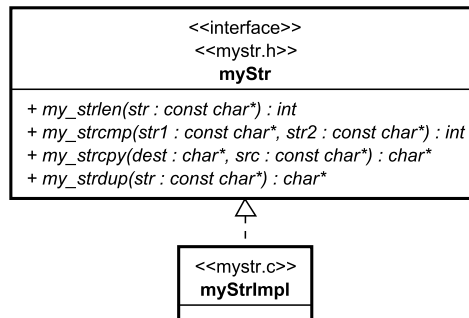 <<interface>>
<<mystr.h>>
myStr
+ my_strlen(str : const char*) : int
+ my_strcmp(str1 : const char*, str2 : const char*) : int
+ my_strcpy(dest : char*, src : const char*) : char*
+ my_strdup(str : const char*) : char*
<<mystr.c>>
myStrImpl